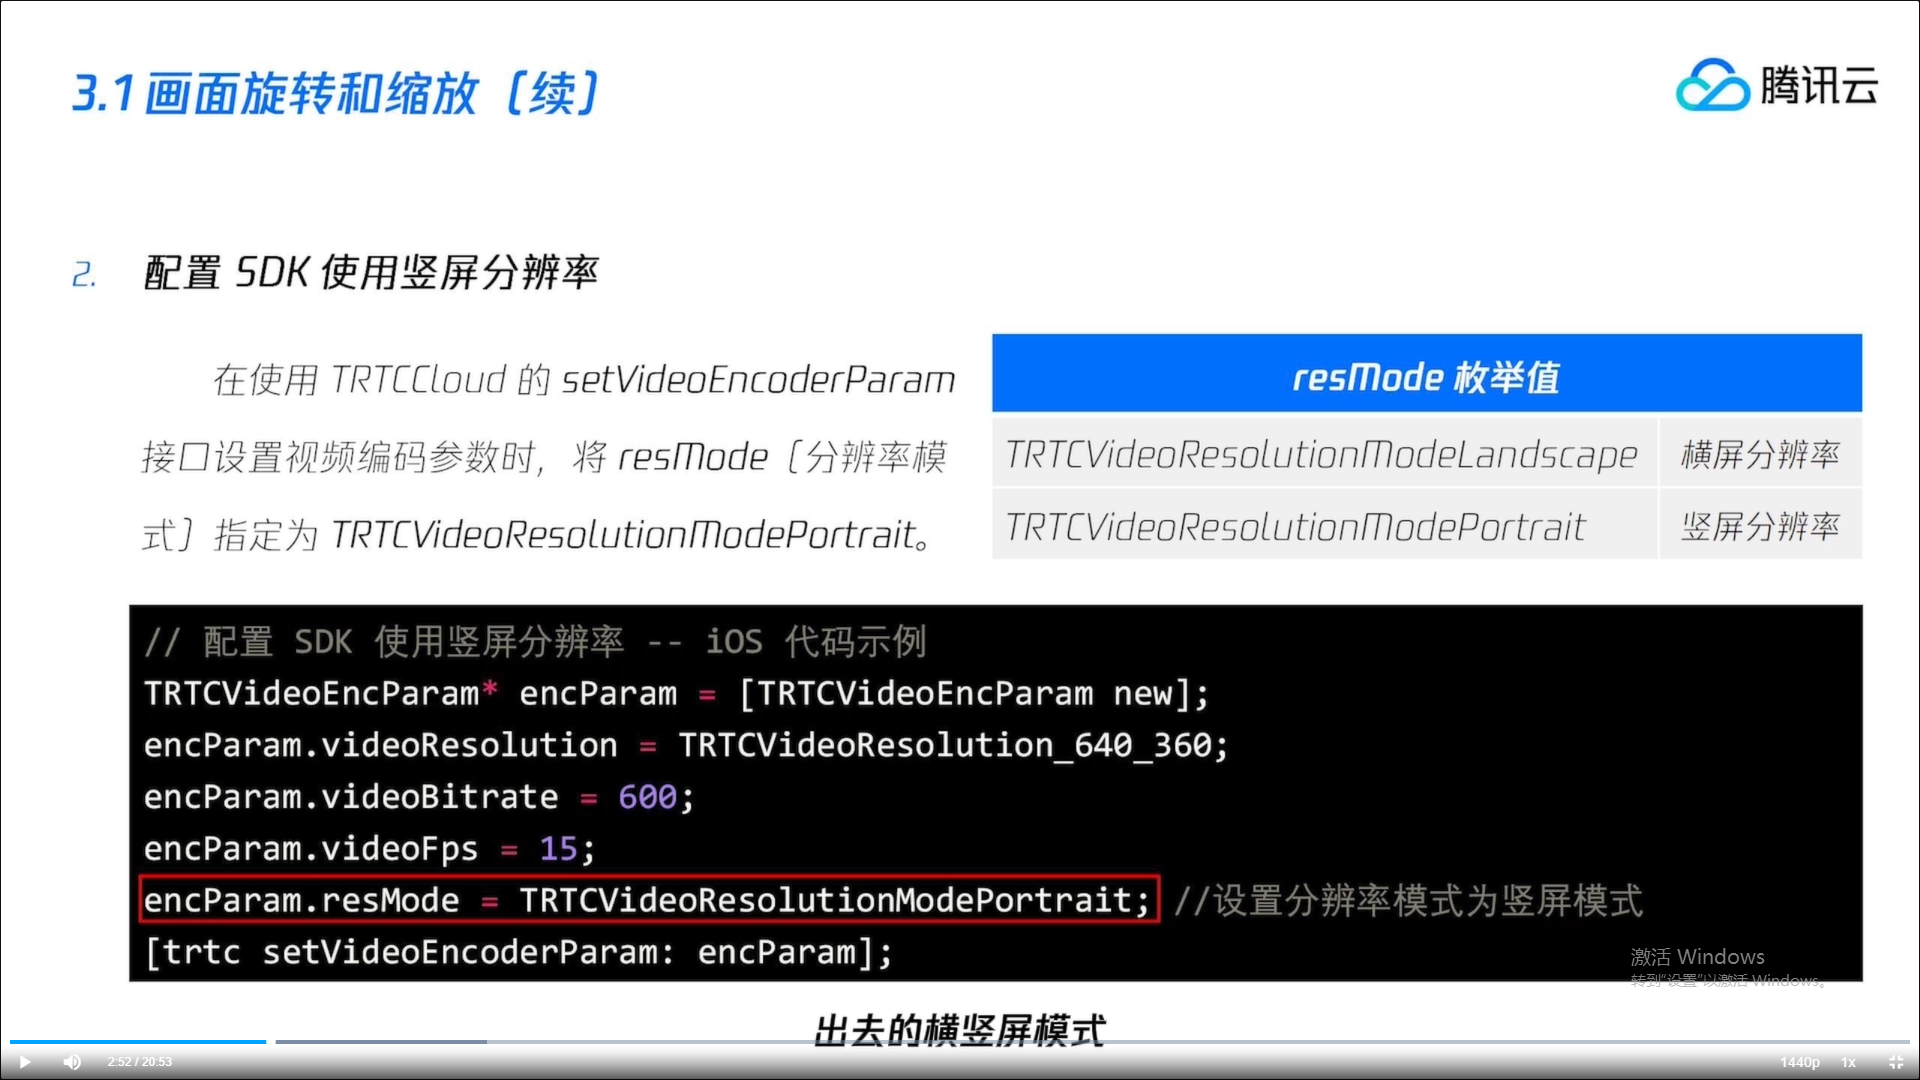 3.1 画面旋转和缩放（续）
腾讯云
2. 配置 SDK 使用竖屏分辨率
在使用 TRTCCloud 的 setVideoEncoderParam
接口设置视频编码参数时，将 resMode（分辨率模
式）指定为 TRTCVideoResolutionModePortrait。
resMode 枚举值
TRTCVideoResolutionModeLandscape 横屏分辨率
TRTCVideoResolutionModePortrait 竖屏分辨率
// 配置 SDK 使用竖屏分辨率 -- iOS 代码示例
TRTCVideoEncParam* encParam = [TRTCVideoEncParam new];
encParam.videoResolution = TRTCVideoResolution_640_360;
encParam.videoBitrate = 600;
encParam.videoFps = 15;
encParam.resMode = TRTCVideoResolutionModePortrait; //设置分辨率模式为竖屏模式
[trtc setVideoEncoderParam: encParam];
激活 Windows
转到"设置"以激活 Windows。
出去的横竖屏模式
2:52 / 20:53
1440p 1x